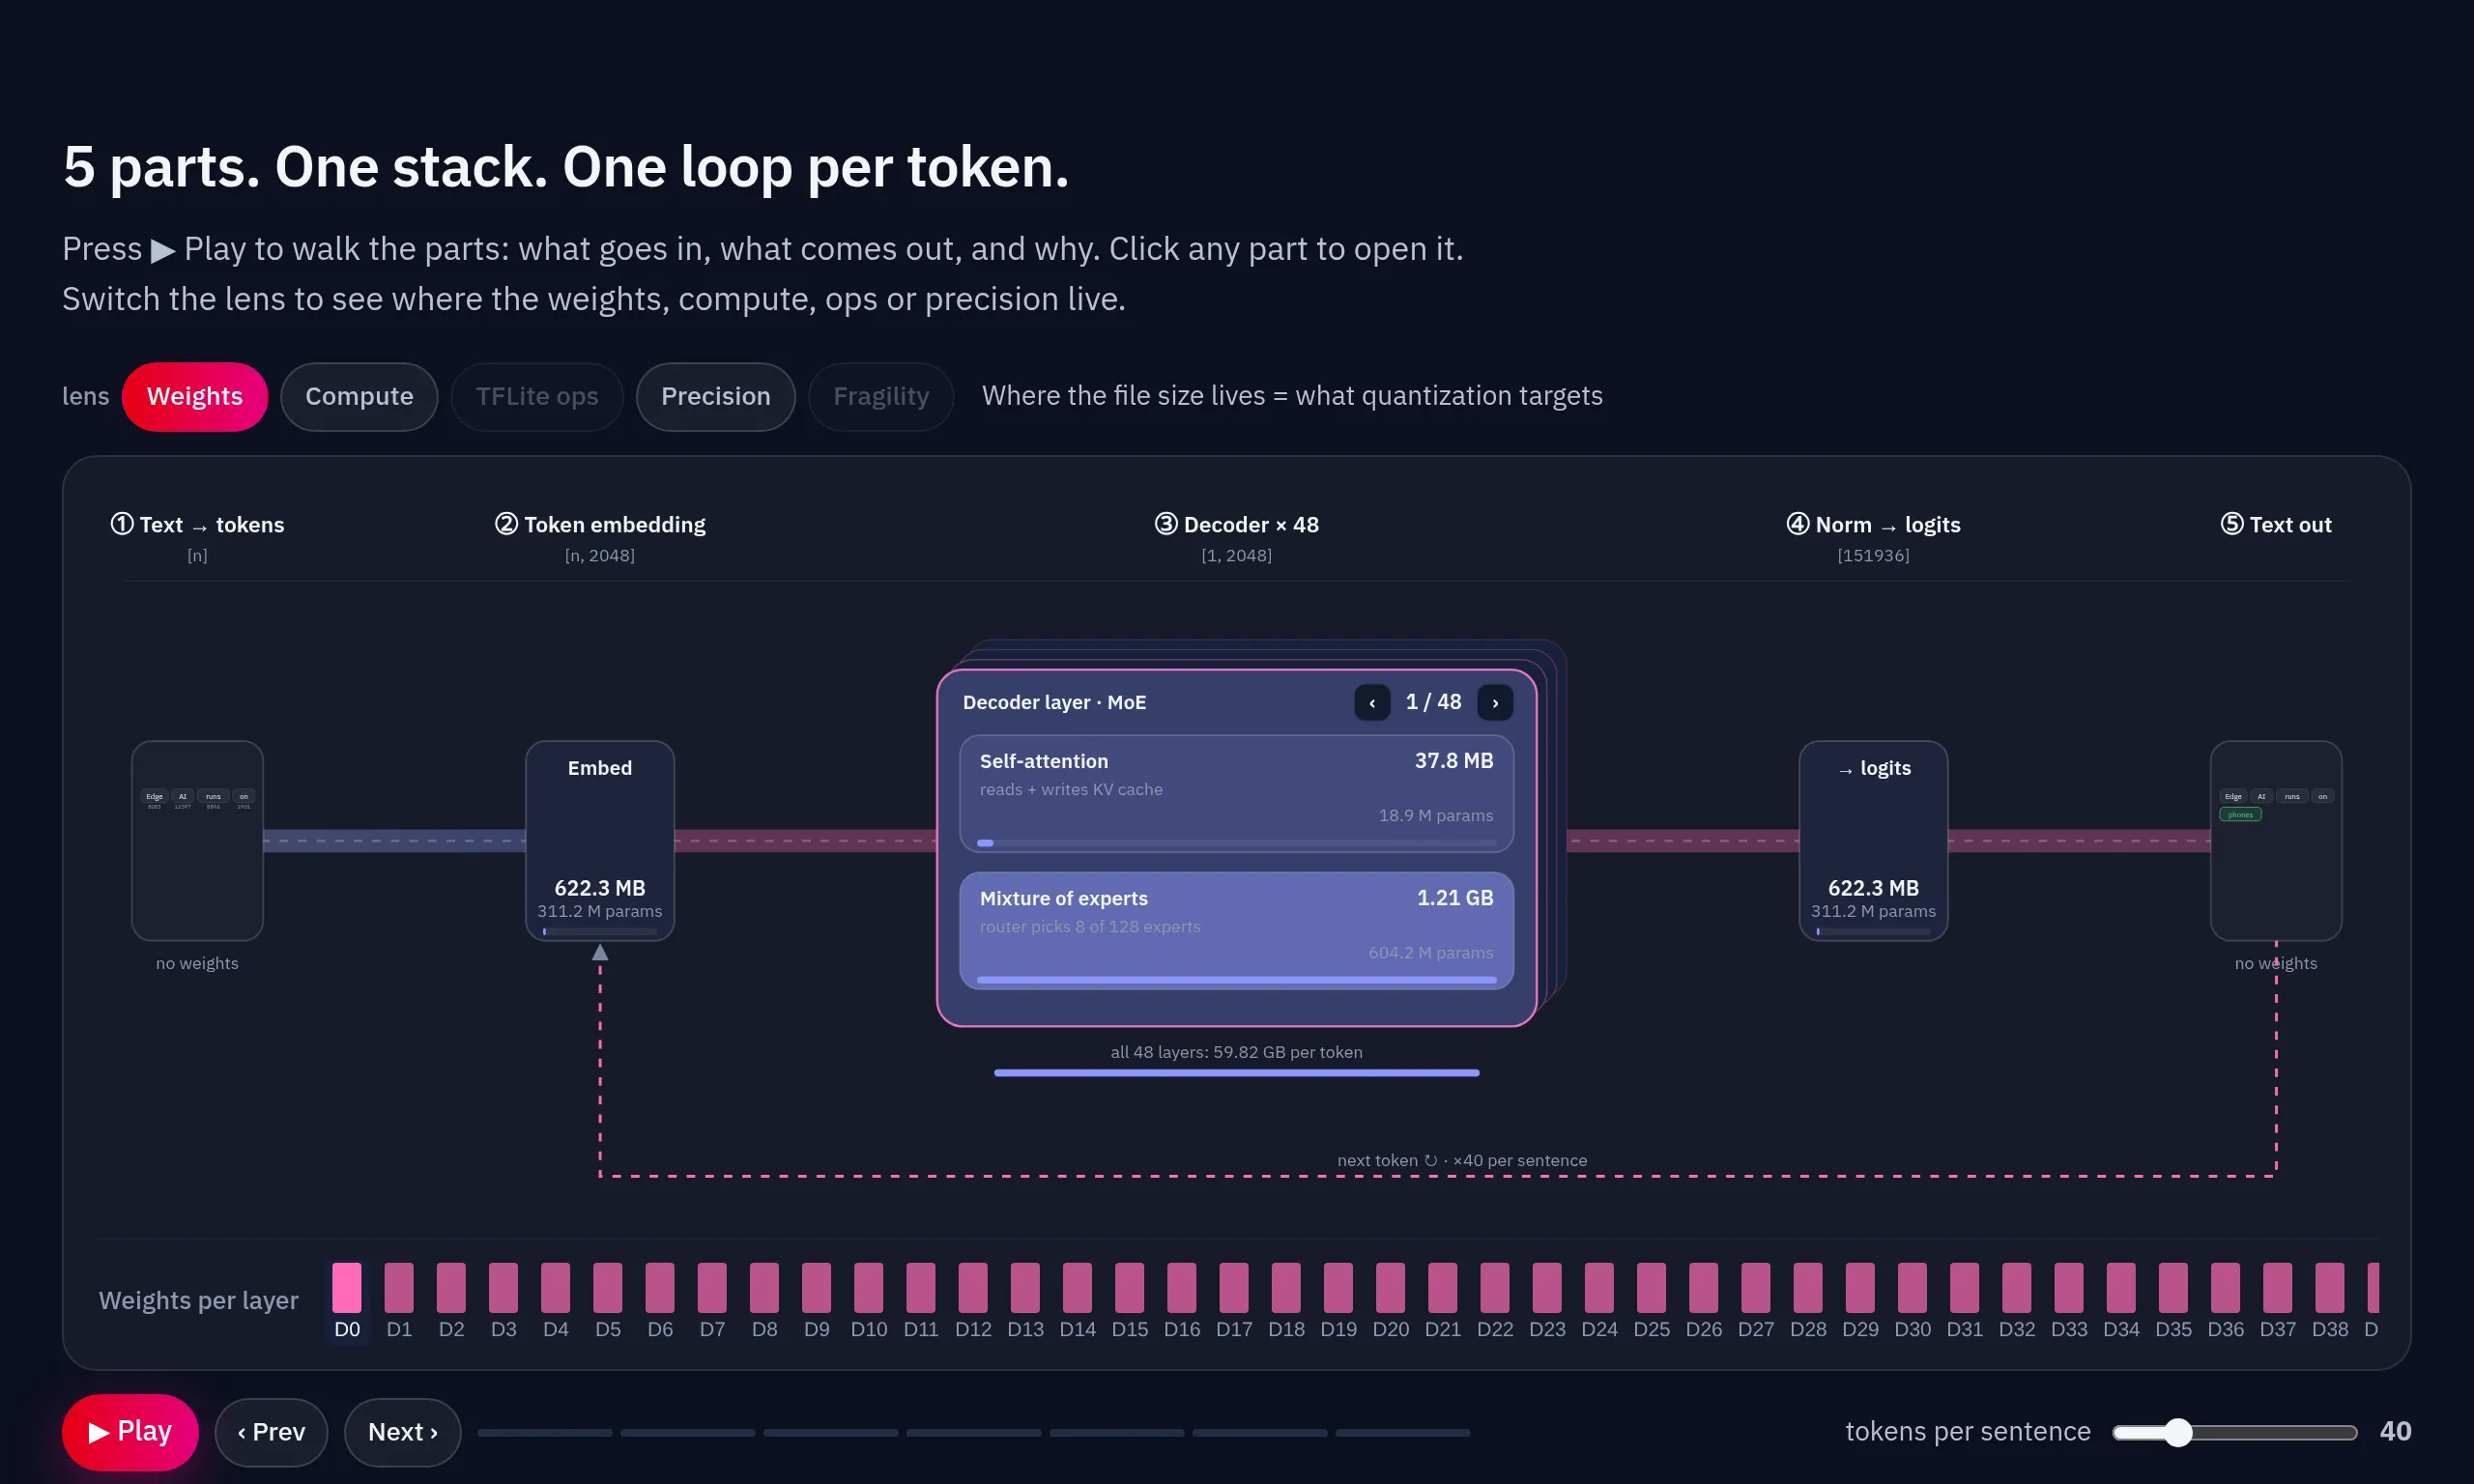 5 parts. One stack. One loop per token.
Press ▶ Play to walk the parts: what goes in, what comes out, and why. Click any part to open it.
Switch the lens to see where the weights, compute, ops or precision live.
lens Weights Compute TFLite ops Precision Fragility Where the file size lives = what quantization targets
① Text → tokens
[n]
② Token embedding
[n, 2048]
③ Decoder × 48
[1, 2048]
④ Norm → logits
[151936]
⑤ Text out
Edge AI runs on
no weights
Embed
622.3 MB
311.2 M params
Decoder layer · MoE ‹ 1 / 48 ›
Self-attention 37.8 MB
reads + writes KV cache
18.9 M params
Mixture of experts 1.21 GB
router picks 8 of 128 experts
604.2 M params
all 48 layers: 59.82 GB per token
→ logits
622.3 MB
311.2 M params
Edge AI runs on
phones
no weights
next token ↻ · ×40 per sentence
Weights per layer
D0 D1 D2 D3 D4 D5 D6 D7 D8 D9 D10 D11 D12 D13 D14 D15 D16 D17 D18 D19 D20 D21 D22 D23 D24 D25 D26 D27 D28 D29 D30 D31 D32 D33 D34 D35 D36 D37 D38 D
▶ Play ‹ Prev Next › tokens per sentence 40